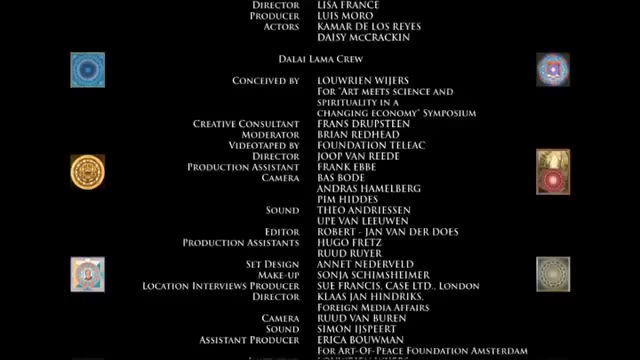 Director LISA FRANCE
Producer LUIS MORO
Actors KAMAR DE LOS REYES
DAISY McCRACKIN
Dalai Lama Crew
Conceived by LOUWRIEN WIJERS
For "Art meets science and
spirituality in a
changing economy" Symposium
Creative Consultant FRANS DRUPSTEEN
Moderator BRIAN REDHEAD
Videotaped by FOUNDATION TELEAC
Director JOOP VAN REEDE
Production Assistant FRANK EBBE
Camera BAS BODE
ANDRAS HAMELBERG
PIM HIDDES
Sound THEO ANDRIESSEN
UPE VAN LEEUWEN
Editor ROBERT - JAN VAN DER DOES
Production Assistants HUGO FRETZ
RUUD RUYER
Set Design ANNET NEDERVELD
Make-up SONJA SCHIMSHEIMER
Location Interviews Producer SUE FRANCIS, CASE LTD., London
Director KLAAS JAN HINDRIKS,
Foreign Media Affairs
Camera RUUD VAN BUREN
Sound SIMON IJSPEERT
Assistant Producer ERICA BOUWMAN
For Art-Of-Peace Foundation Amsterdam